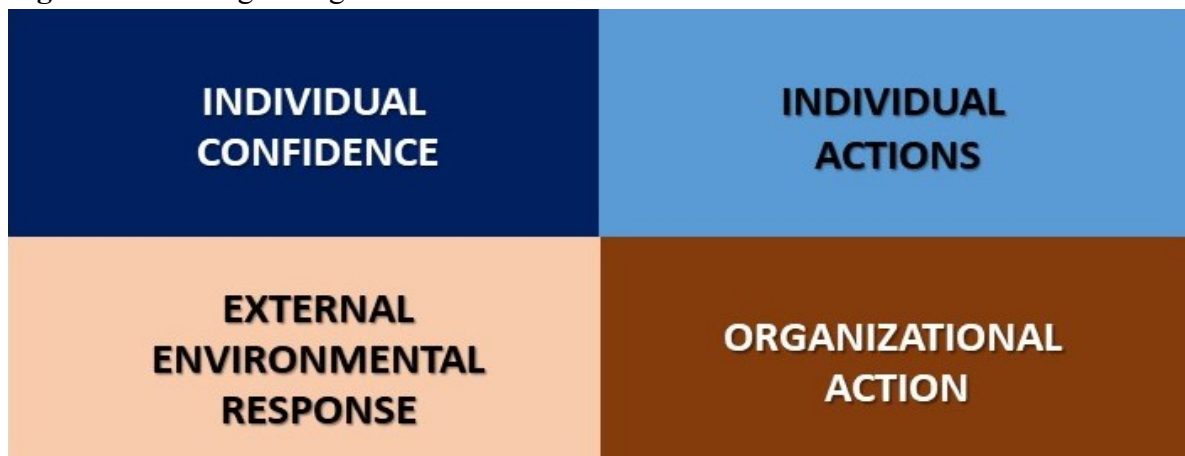 INDIVIDUAL
CONFIDENCE
INDIVIDUAL
ACTIONS
EXTERNAL
ENVIRONMENTAL
RESPONSE
ORGANIZATIONAL
ACTION